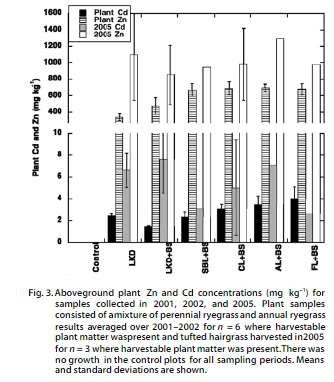 1600
1400
1200
1000
800
600
400
10
8
6
4
2
0
Plant Cd and Zn (mg kg⁻¹)
Plant Cd
Plant Zn
2005 Cd
2005 Zn
Control
LKD
LKD+BS
SBL+BS
CL+BS
AL+BS
FL+BS
Fig. 3. Aboveground plant Zn and Cd concentrations (mg kg⁻¹) for
samples collected in 2001, 2002, and 2005. Plant samples
consisted of amixture of perennial ryegrass and annual ryegrass
results averaged over 2001–2002 for n = 6 where harvestable
plant matter waspresent and tufted hairgrass harvested in2005
for n = 3 where harvestable plant matter was present.There was
no growth in the control plots for all sampling periods. Means
and standard deviations are shown.